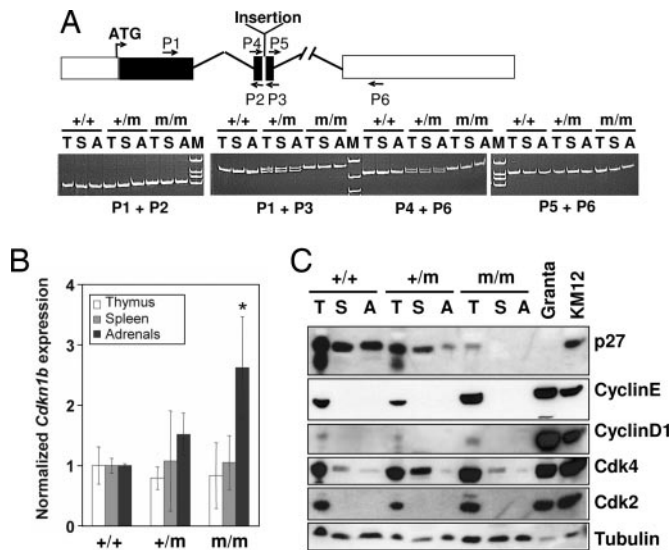 A
Insertion
ATG
P1
P4
P5
P2
P3
P6
+/+ +/m m/m +/+ +/m m/m +/+ +/m m/m +/+ +/m m/m
T S A T S A T S A M T S A T S A T S A M T S A T S A T S A M T S A T S A T S A
P1 + P2
P1 + P3
P4 + P6
P5 + P6
B
Normalized Cdkn1b expression
4
3
2
1
0
Thymus
Spleen
Adrenals
*
+/+ +/m m/m
C
+/+ +/m m/m
Granta
KM12
T S A T S A T S A
p27
CyclinE
CyclinD1
Cdk4
Cdk2
Tubulin